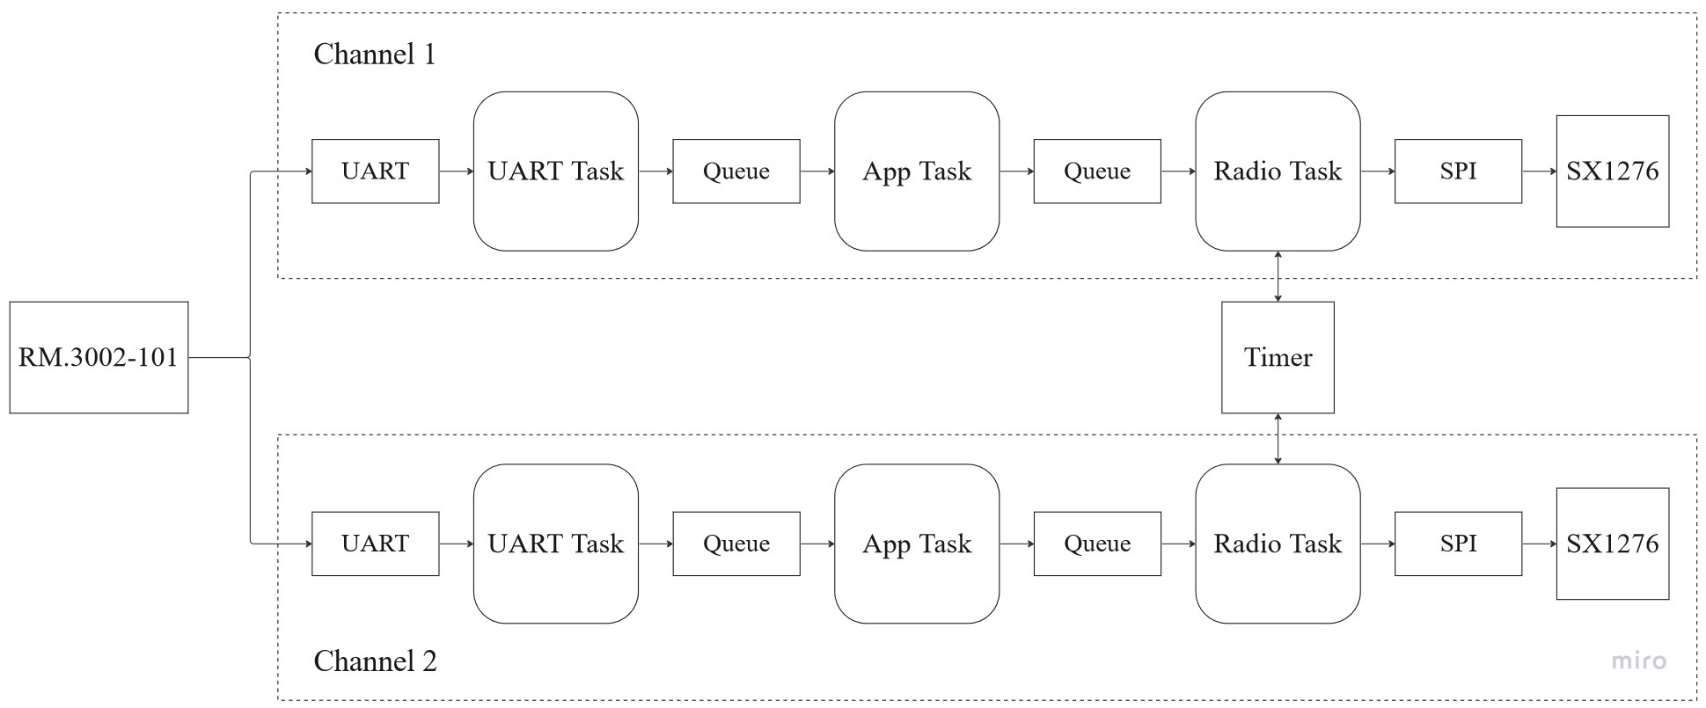 Channel 1
UART
UART Task
Queue
App Task
Queue
Radio Task
SPI
SX1276
RM.3002-101
Timer
UART
UART Task
Queue
App Task
Queue
Radio Task
SPI
SX1276
Channel 2
miro